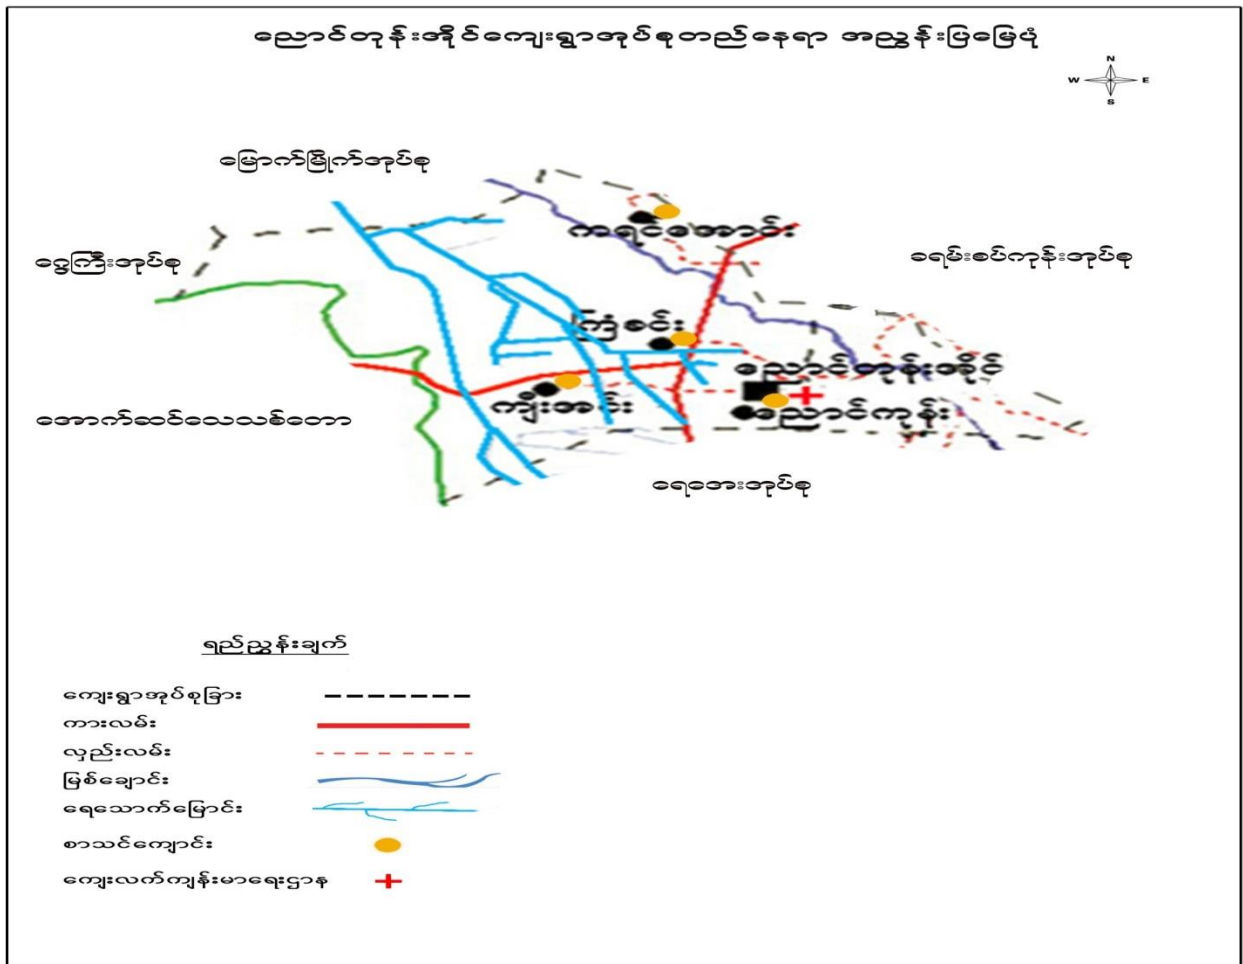 ညောင်တုန်းအိုင်ကျေးရွာအုပ်စုတည်နေရာ အညွှန်းပြမြေပုံ
N
W E
S
မြောက်မြိုက်အုပ်စု
ဝေ့ကြီးအုပ်စု
ကရင်အောင်း
ခရမ်းစပ်ကုန်းအုပ်စု
ကြံခင်း
ညောင်တုန်းအိုင်
ကျီးအင်း
ညောင်ကုန်း
အောက်ဆင်သေသစ်တော
ရေအေးအုပ်စု
ရည်ညွှန်းချက်
ကျေးရွာအုပ်စုခြား
ကားလမ်း
လှည်းလမ်း
မြစ်ချောင်း
ရေသောက်မြောင်း
စာသင်ကျောင်း
ကျေးလက်ကျန်းမာရေးဌာန